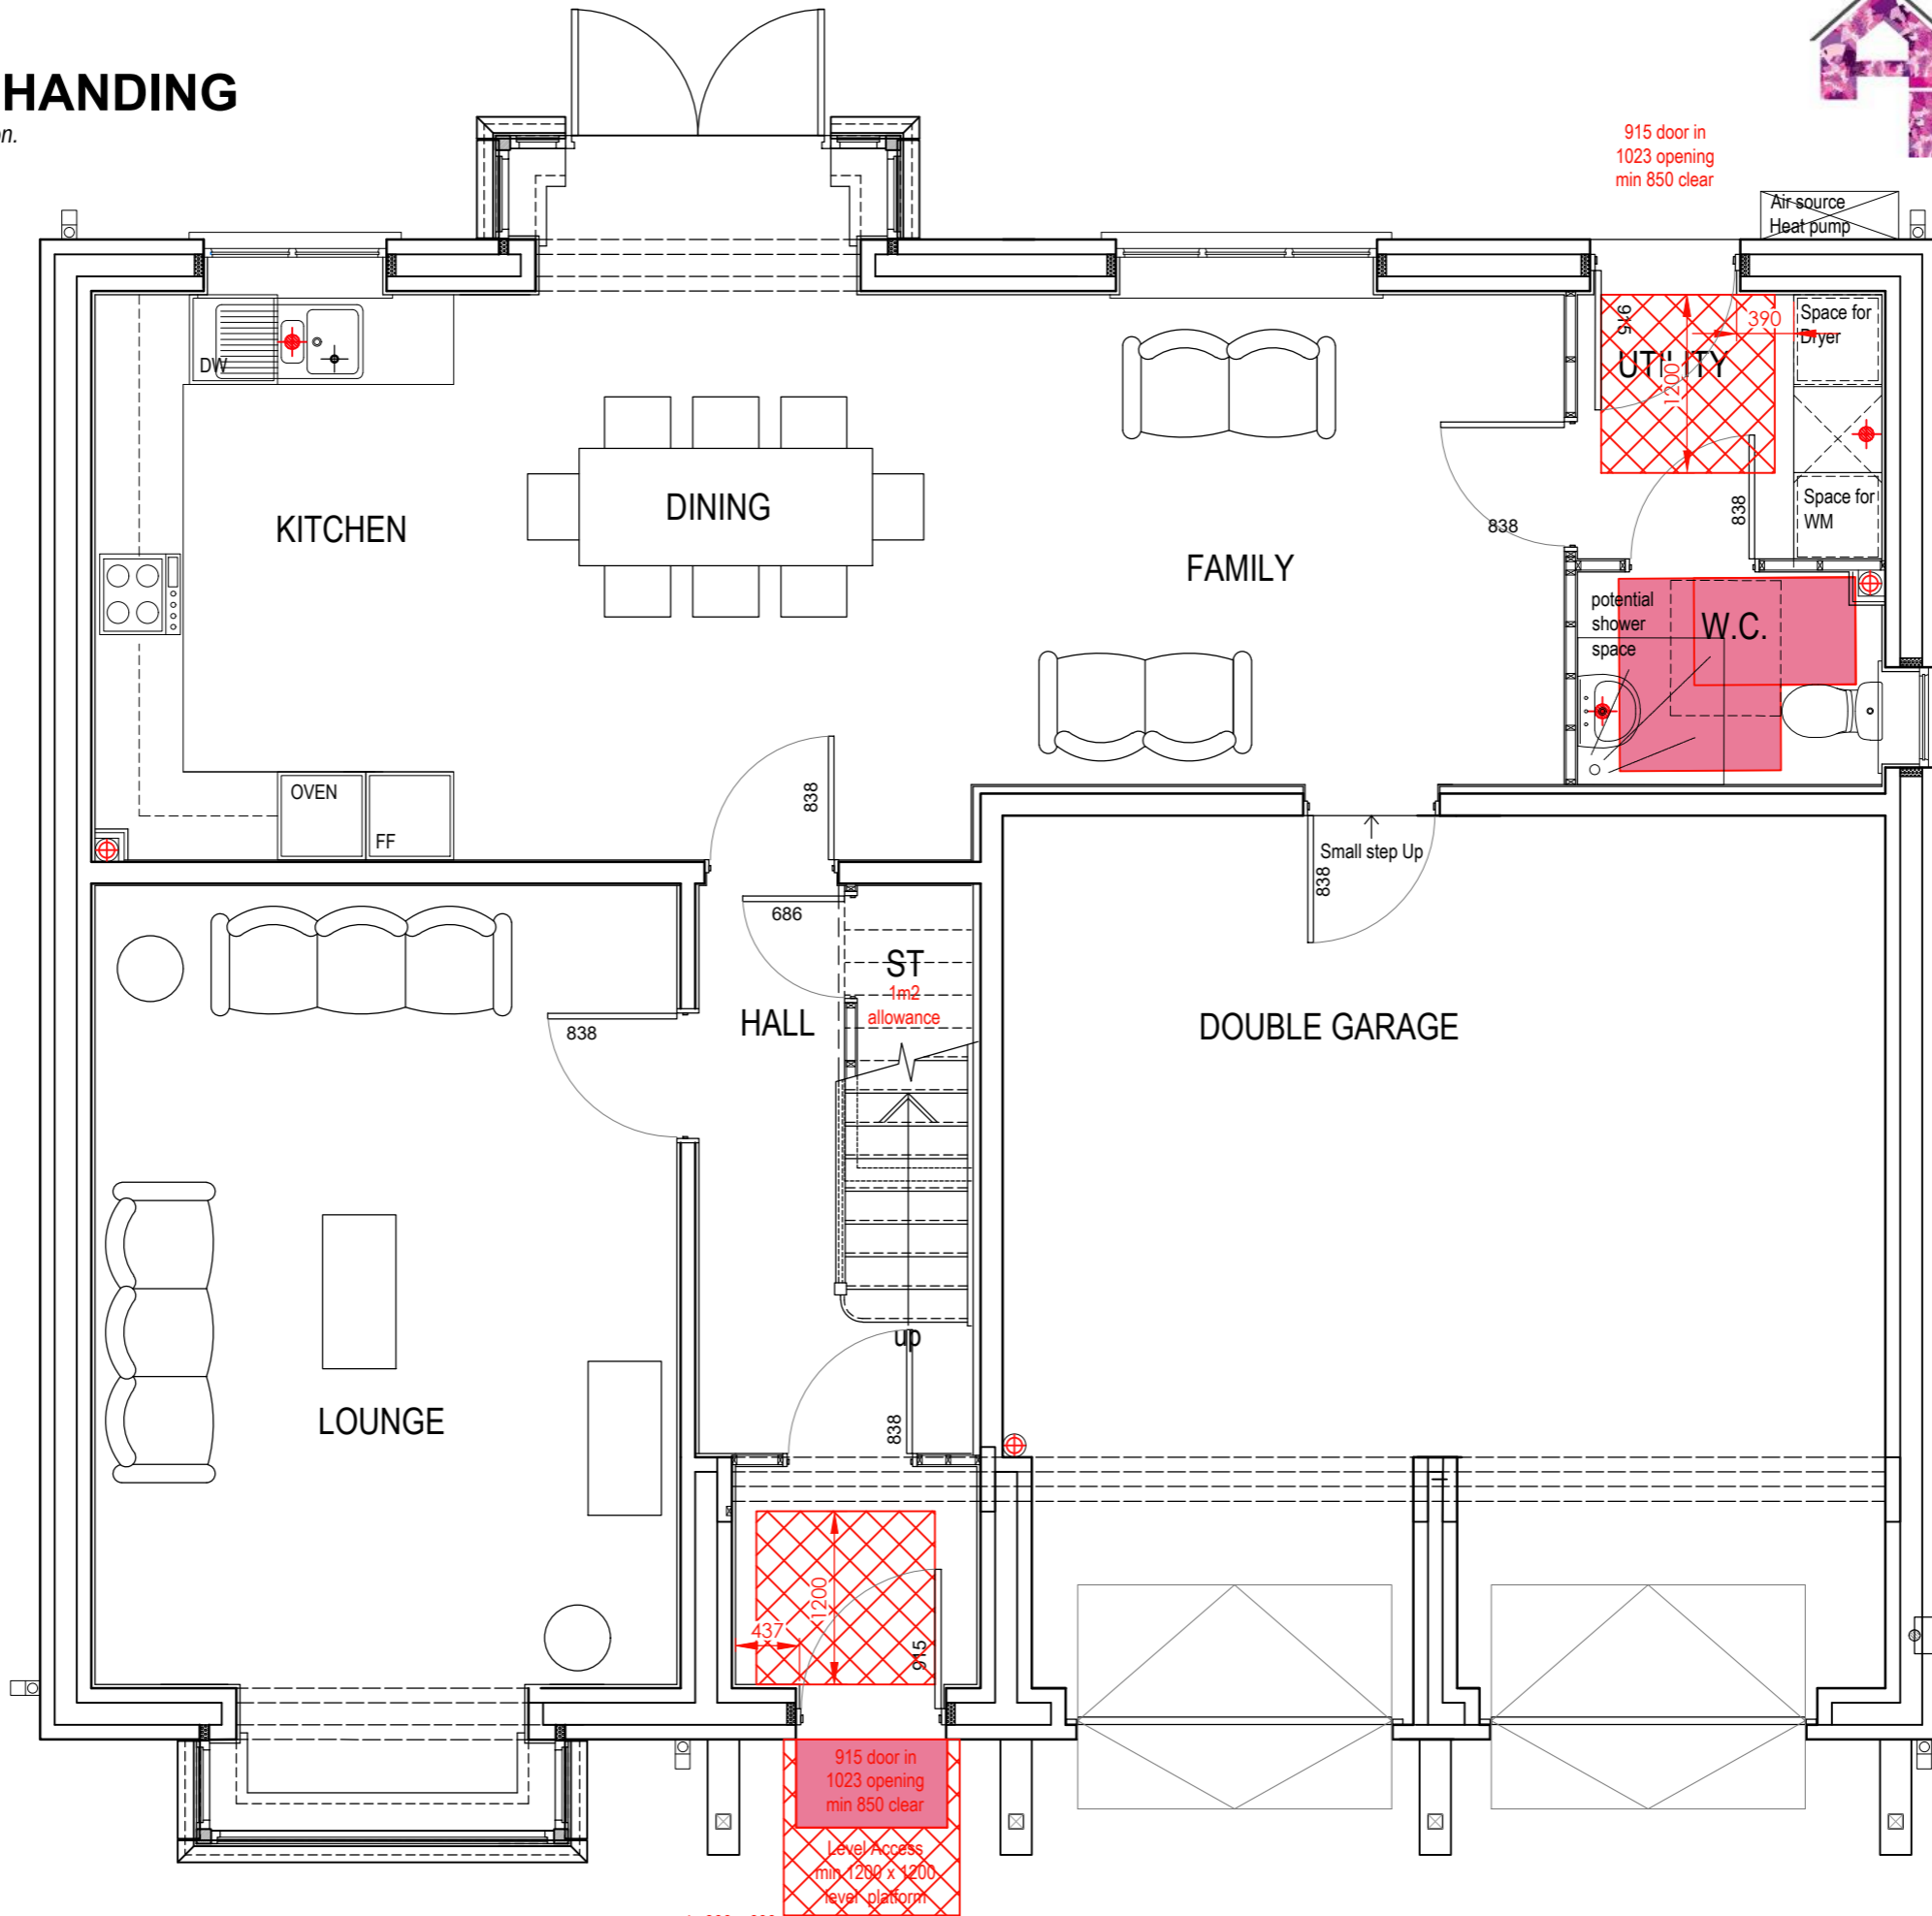 HANDING
on.
915 door in
1023 opening
min 850 clear
Air source
Heat pump
915
390
Space for
Dryer
UTILITY
1200
DW
KITCHEN
DINING
FAMILY
838
838
Space for
WM
potential
shower
space
W.C.
OVEN
FF
838
Small step Up
838
686
ST
1m2
allowance
HALL
838
DOUBLE GARAGE
up
LOUNGE
838
1200
437
915
915 door in
1023 opening
min 850 clear
Level Access
min 1200 x 1200
level platform